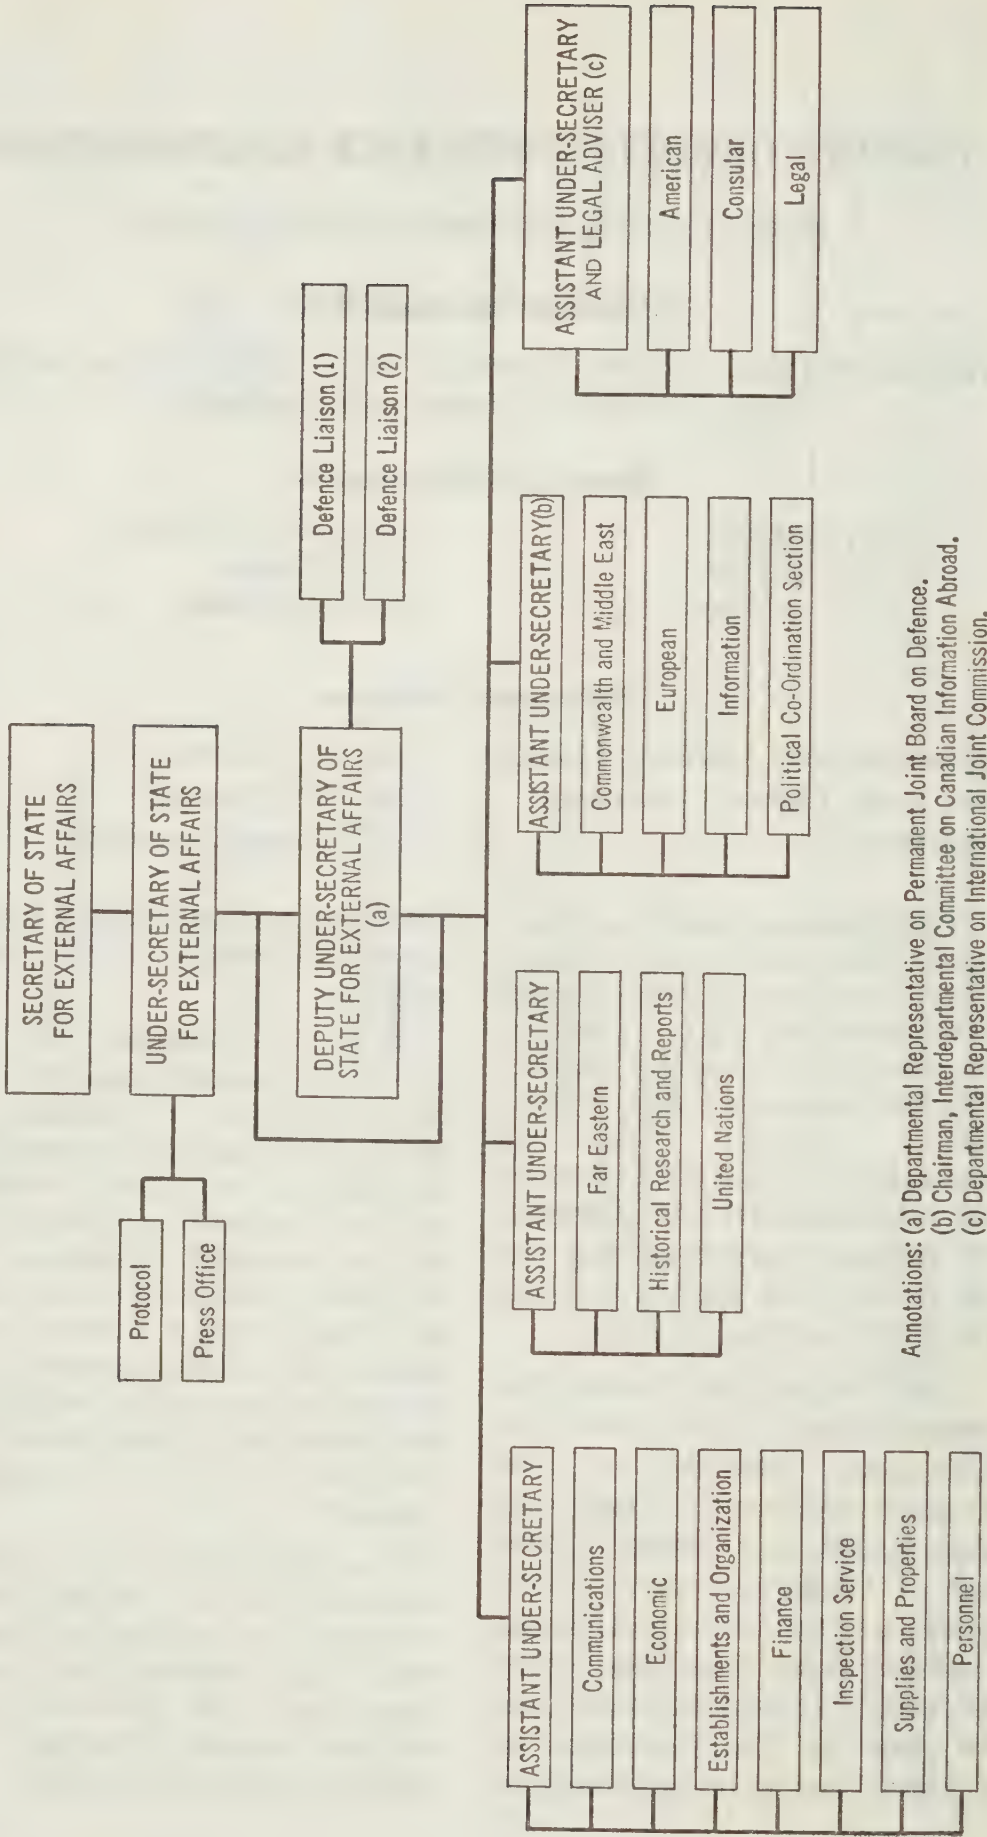 SECRETARY OF STATE
FOR EXTERNAL AFFAIRS
UNDER-SECRETARY OF STATE
FOR EXTERNAL AFFAIRS
Protocol
Press Office
DEPUTY UNDER-SECRETARY OF
STATE FOR EXTERNAL AFFAIRS
(a)
Defence Liaison (1)
Defence Liaison (2)
ASSISTANT UNDER-SECRETARY
Communications
Economic
Establishments and Organization
Finance
Inspection Service
Supplies and Properties
Personnel
ASSISTANT UNDER-SECRETARY
Far Eastern
Historical Research and Reports
United Nations
ASSISTANT UNDER-SECRETARY(b)
Commonwealth and Middle East
European
Information
Political Co-Ordination Section
ASSISTANT UNDER-SECRETARY
AND LEGAL ADVISER (c)
American
Consular
Legal
Annotations: (a) Departmental Representative on Permanent Joint Board on Defence.
(b) Chairman, Interdepartmental Committee on Canadian Information Abroad.
(c) Departmental Representative on International Joint Commission.